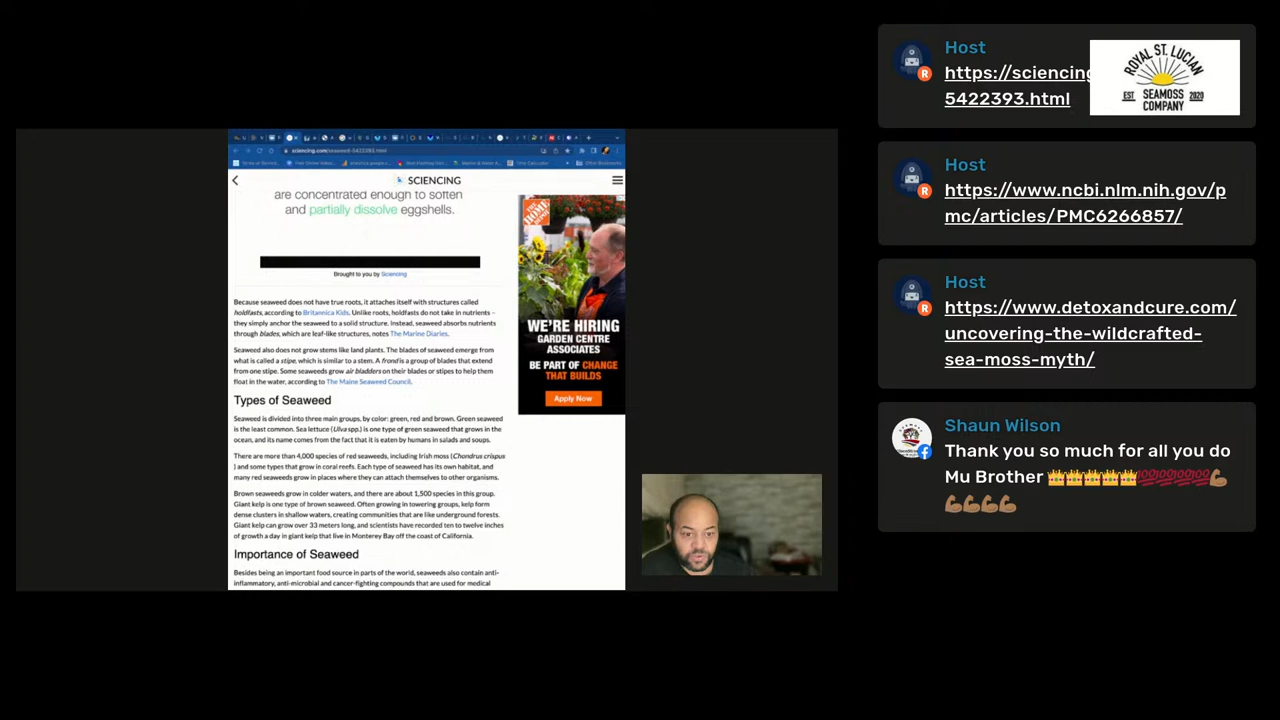 sciencing.com/seaweed-5422393.html
SCIENCING
are concentrated enough to soften
and partially dissolve eggshells.
Brought to you by Sciencing
Because seaweed does not have true roots, it attaches itself with structures called
holdfasts, according to Britannica Kids. Unlike roots, holdfasts do not take in nutrients –
they simply anchor the seaweed to a solid structure. Instead, seaweed absorbs nutrients
through blades, which are leaf-like structures, notes The Marine Diaries.
Seaweed also does not grow stems like land plants. The blades of seaweed emerge from
what is called a stipe, which is similar to a stem. A frond is a group of blades that extend
from one stipe. Some seaweeds grow air bladders on their blades or stipes to help them
float in the water, according to The Maine Seaweed Council.
Types of Seaweed
Seaweed is divided into three main groups, by color: green, red and brown. Green seaweed
is the least common. Sea lettuce (Ulva spp.) is one type of green seaweed that grows in the
ocean, and its name comes from the fact that it is eaten by humans in salads and soups.
There are more than 4,000 species of red seaweeds, including Irish moss (Chondrus crispus
) and some types that grow in coral reefs. Each type of seaweed has its own habitat, and
many red seaweeds grow in places where they can attach themselves to other organisms.
Brown seaweeds grow in colder waters, and there are about 1,500 species in this group.
Giant kelp is one type of brown seaweed. Often growing in towering groups, kelp form
dense clusters in shallow waters, creating communities that are like underground forests.
Giant kelp can grow over 33 meters long, and scientists have recorded ten to twelve inches
of growth a day in giant kelp that live in Monterey Bay off the coast of California.
Importance of Seaweed
Besides being an important food source in parts of the world, seaweeds also contain anti-
inflammatory, anti-microbial and cancer-fighting compounds that are used for medical
THE HOME DEPOT
WE'RE HIRING
GARDEN CENTRE
ASSOCIATES
BE PART OF CHANGE
THAT BUILDS
Apply Now
Host
https://sciencing
5422393.html
ROYAL ST. LUCIAN
EST SEAMOSS 2020
COMPANY
Host
https://www.ncbi.nlm.nih.gov/p
mc/articles/PMC6266857/
Host
https://www.detoxandcure.com/
uncovering-the-wildcrafted-
sea-moss-myth/
Shaun Wilson
Thank you so much for all you do
Mu Brother 👑👑👑👑👑💯💯💯💪🏽
💪🏽💪🏽💪🏽💪🏽